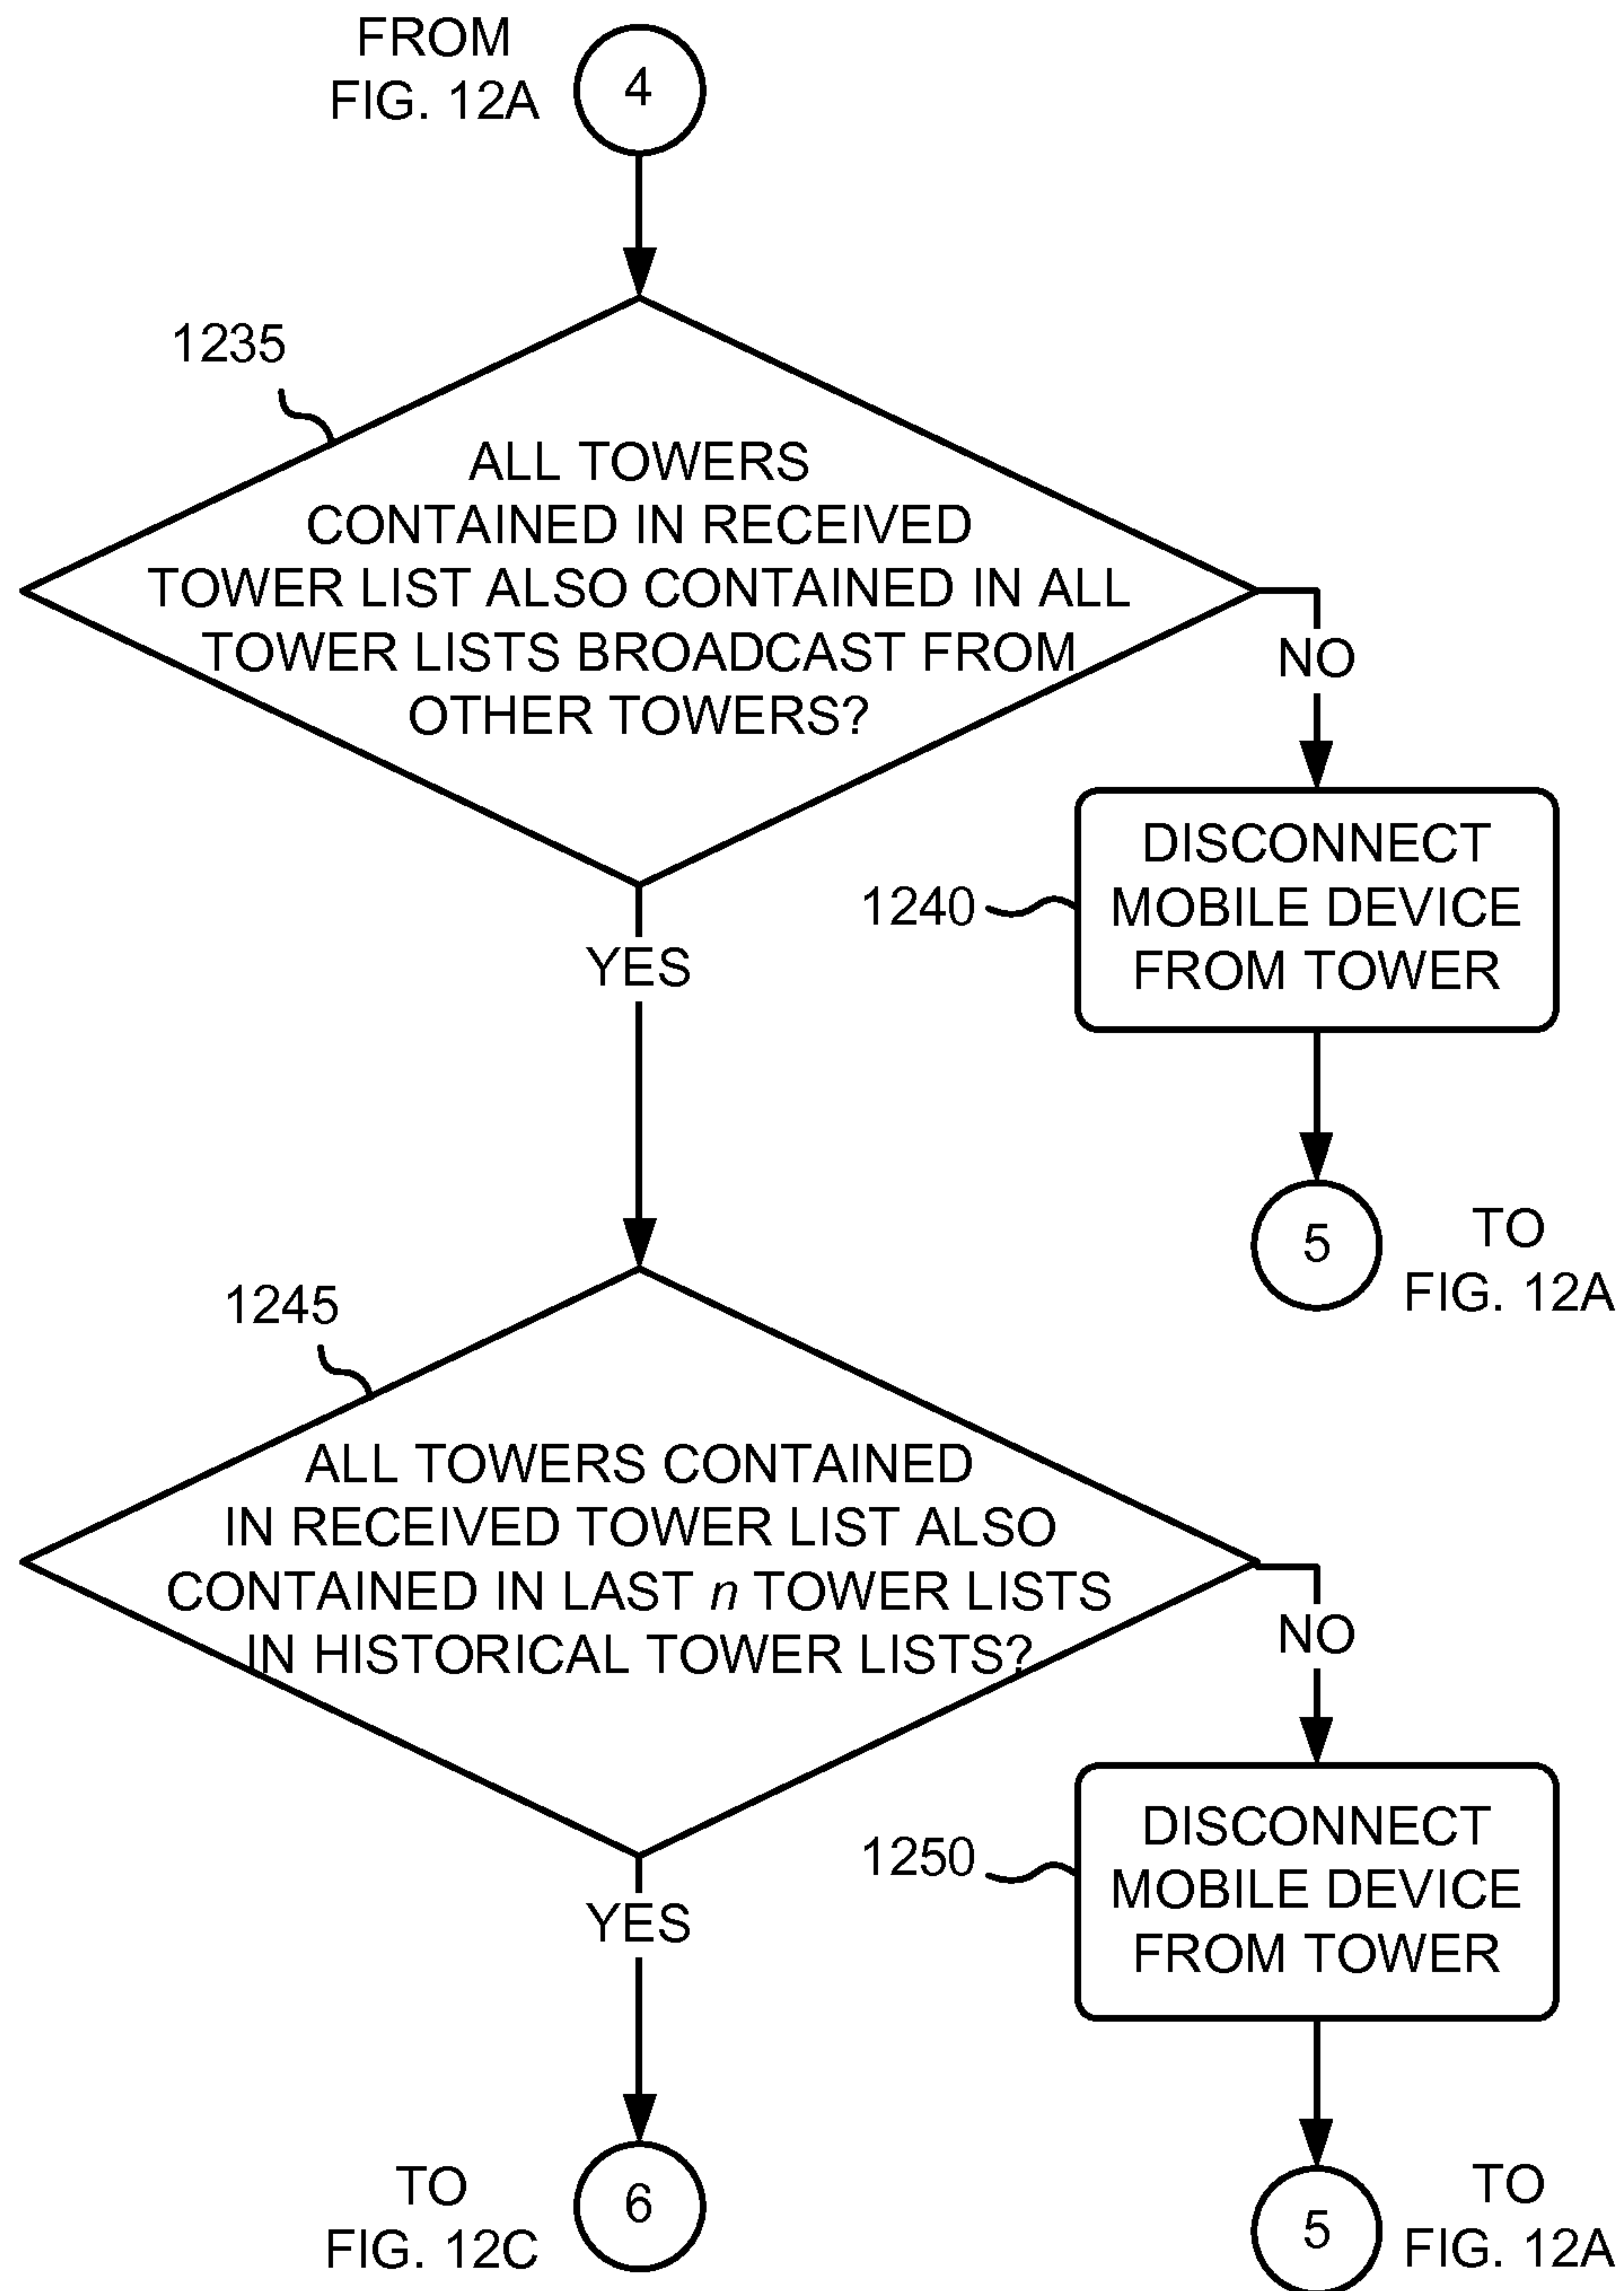 FROM
FIG. 12A
4
1235
ALL TOWERS
CONTAINED IN RECEIVED
TOWER LIST ALSO CONTAINED IN ALL
TOWER LISTS BROADCAST FROM
OTHER TOWERS?
NO
DISCONNECT
MOBILE DEVICE
FROM TOWER
1240
YES
5
TO
FIG. 12A
1245
ALL TOWERS CONTAINED
IN RECEIVED TOWER LIST ALSO
CONTAINED IN LAST n TOWER LISTS
IN HISTORICAL TOWER LISTS?
NO
DISCONNECT
MOBILE DEVICE
FROM TOWER
1250
YES
TO
FIG. 12C
6
5
TO
FIG. 12A